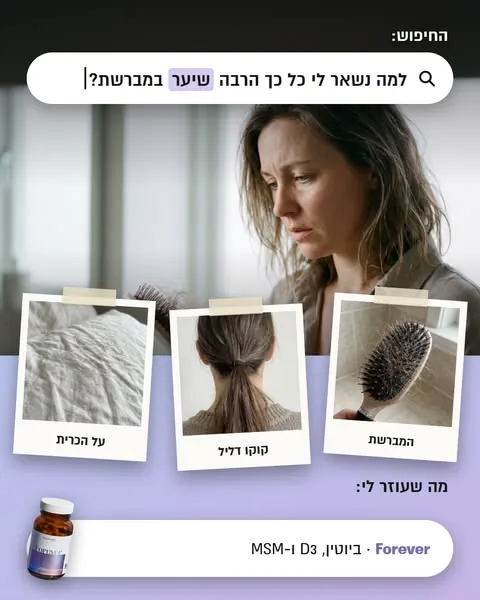 החיפוש:
למה נשאר לי כל כך הרבה שיער במברשת?
המברשת
קוקו דליל
על הכרית
מה שעוזר לי:
Forever · ביוטין, D3 ו-MSM